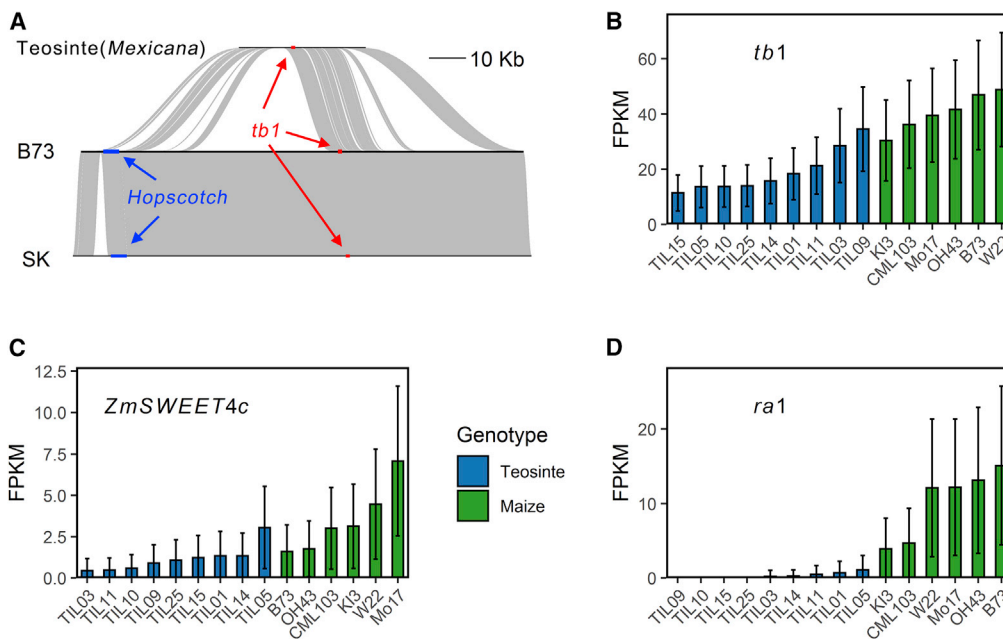 A
Teosinte(Mexicana)
10 Kb
tb1
B73
Hopscotch
SK
B
tb1
FPKM
60
40
20
0
TIL15
TIL05
TIL10
TIL25
TIL14
TIL01
TIL11
TIL03
TIL09
KI3
CML103
Mo17
OH43
B73
W22
C
ZmSWEET4c
FPKM
12.5
10.0
7.5
5.0
2.5
0.0
TIL03
TIL11
TIL10
TIL09
TIL25
TIL15
TIL01
TIL14
TIL05
B73
OH43
CML103
KI3
W22
Mo17
Genotype
Teosinte
Maize
D
ra1
FPKM
20
10
0
TIL09
TIL10
TIL15
TIL25
TIL03
TIL14
TIL11
TIL01
TIL05
KI3
CML103
W22
Mo17
OH43
B73